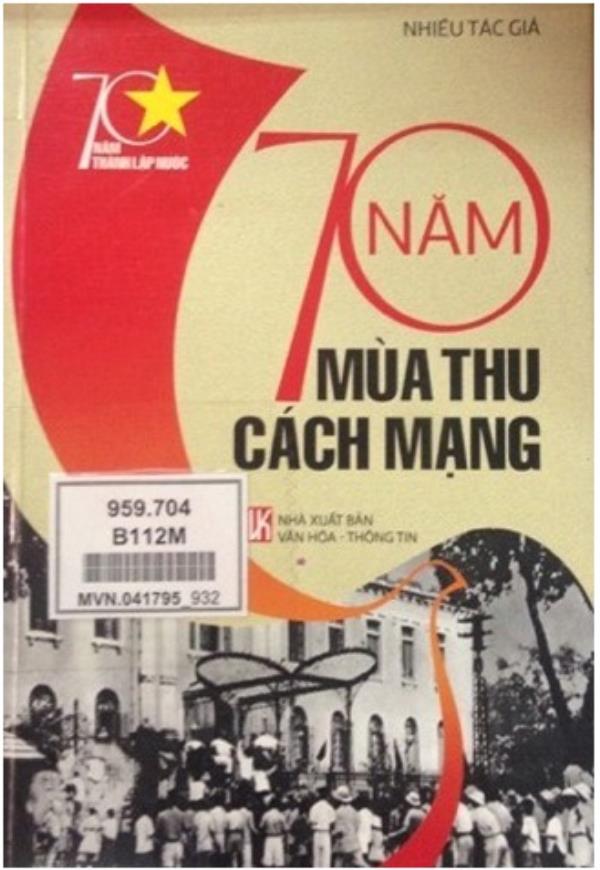 NHIỀU TÁC GIẢ
70
NĂM
THÀNH LẬP NƯỚC
70 NĂM
MÙA THU
CÁCH MẠNG
NHÀ XUẤT BẢN
VĂN HÓA - THÔNG TIN
959.704
B112M
MVN.041795_932